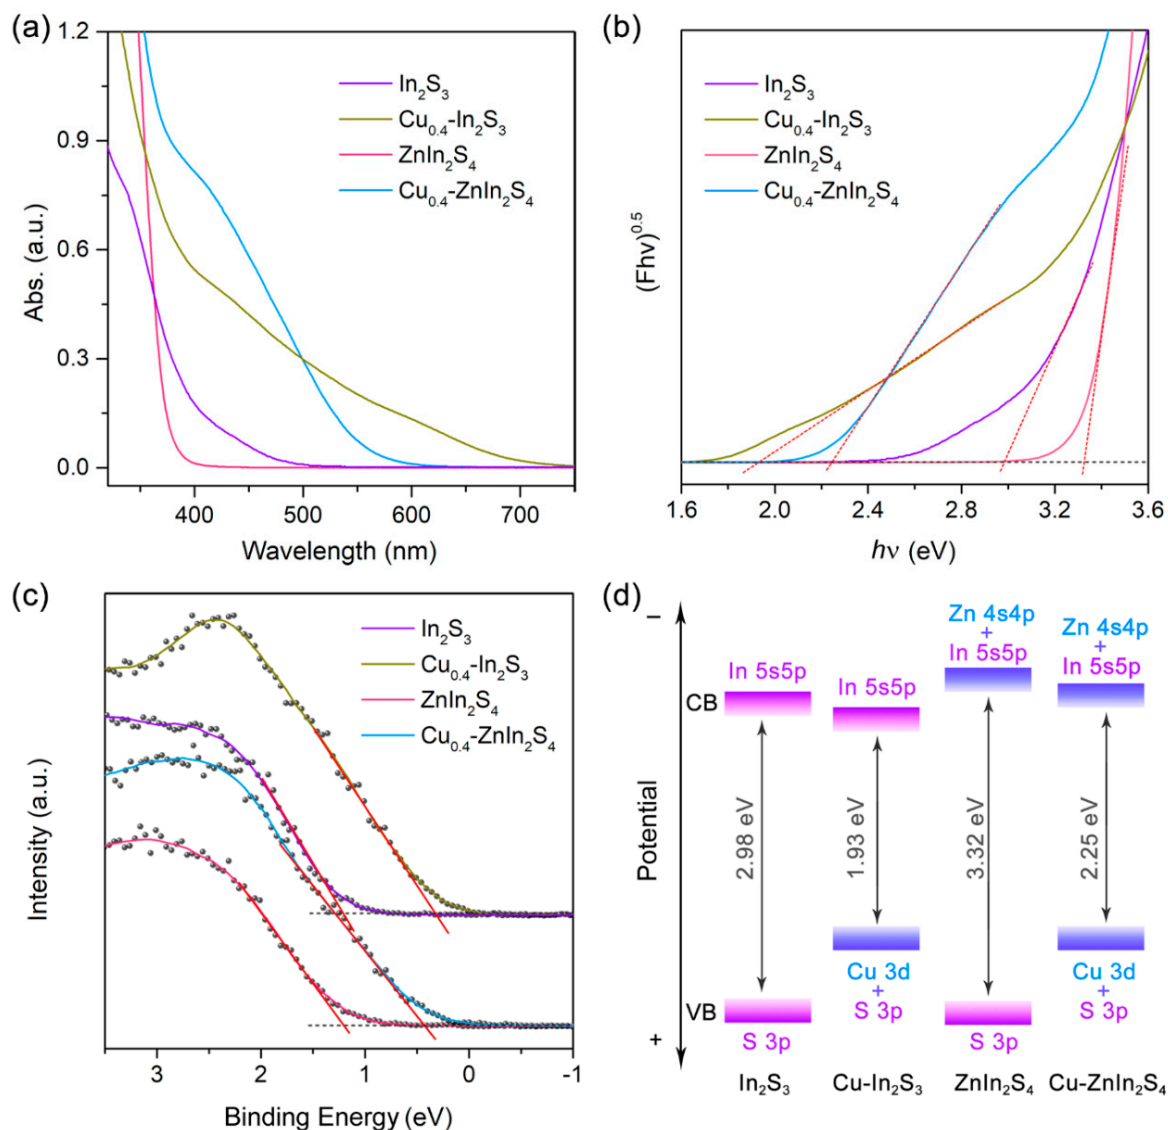 (a)
1.2
0.9
0.6
0.3
0.0
Abs. (a.u.)
In₂S₃
Cu₀.₄-In₂S₃
ZnIn₂S₄
Cu₀.₄-ZnIn₂S₄
400 500 600 700
Wavelength (nm)
(b)
(Fhv)⁰·⁵
In₂S₃
Cu₀.₄-In₂S₃
ZnIn₂S₄
Cu₀.₄-ZnIn₂S₄
1.6 2.0 2.4 2.8 3.2 3.6
hν (eV)
(c)
Intensity (a.u.)
In₂S₃
Cu₀.₄-In₂S₃
ZnIn₂S₄
Cu₀.₄-ZnIn₂S₄
3 2 1 0 -1
Binding Energy (eV)
(d)
Potential
−
+
CB
VB
In 5s5p
2.98 eV
S 3p
In₂S₃
In 5s5p
1.93 eV
Cu 3d
+
S 3p
Cu-In₂S₃
Zn 4s4p
+
In 5s5p
3.32 eV
S 3p
ZnIn₂S₄
Zn 4s4p
+
In 5s5p
2.25 eV
Cu 3d
+
S 3p
Cu-ZnIn₂S₄